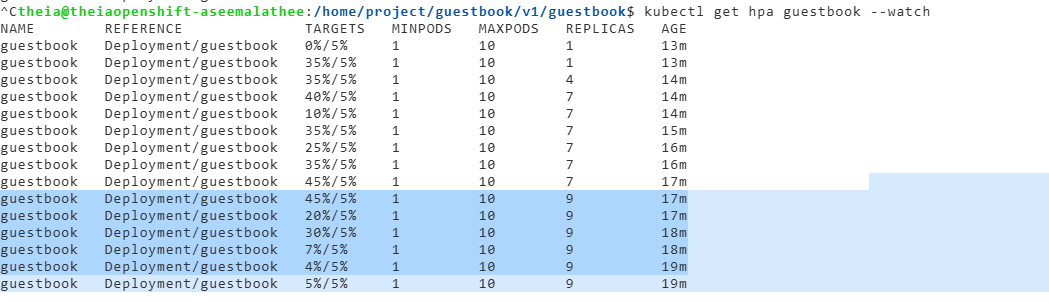 ^Ctheia@theiaopenshift-aseemalathee:/home/project/guestbook/v1/guestbook$ kubectl get hpa guestbook --watch
NAME REFERENCE TARGETS MINPODS MAXPODS REPLICAS AGE
guestbook Deployment/guestbook 0%/5% 1 10 1 13m
guestbook Deployment/guestbook 35%/5% 1 10 1 13m
guestbook Deployment/guestbook 35%/5% 1 10 4 14m
guestbook Deployment/guestbook 40%/5% 1 10 7 14m
guestbook Deployment/guestbook 10%/5% 1 10 7 14m
guestbook Deployment/guestbook 35%/5% 1 10 7 15m
guestbook Deployment/guestbook 25%/5% 1 10 7 16m
guestbook Deployment/guestbook 35%/5% 1 10 7 16m
guestbook Deployment/guestbook 45%/5% 1 10 7 17m
guestbook Deployment/guestbook 45%/5% 1 10 9 17m
guestbook Deployment/guestbook 20%/5% 1 10 9 17m
guestbook Deployment/guestbook 30%/5% 1 10 9 18m
guestbook Deployment/guestbook 7%/5% 1 10 9 18m
guestbook Deployment/guestbook 4%/5% 1 10 9 19m
guestbook Deployment/guestbook 5%/5% 1 10 9 19m